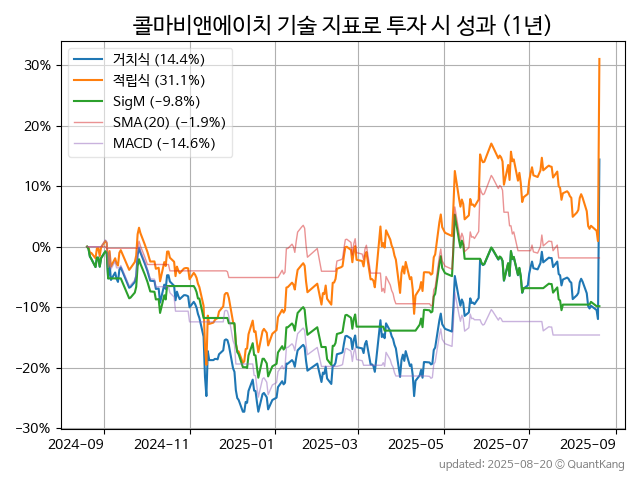 콜마비앤에이치 기술 지표로 투자 시 성과 (1년)
거치식 (14.4%)
적립식 (31.1%)
SigM (−9.8%)
SMA(20) (−1.9%)
MACD (−14.6%)
30%
20%
10%
0%
−10%
−20%
−30%
2024-09 2024-11 2025-01 2025-03 2025-05 2025-07 2025-09
updated: 2025-08-20 © QuantKang